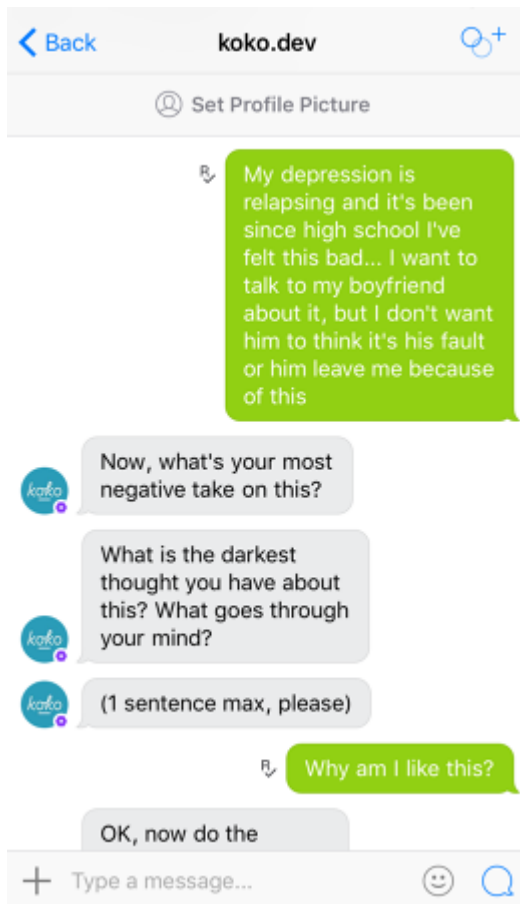 Back
koko.dev
Set Profile Picture
My depression is
relapsing and it's been
since high school I've
felt this bad... I want to
talk to my boyfriend
about it, but I don't want
him to think it's his fault
or him leave me because
of this
Now, what's your most
negative take on this?
koko
What is the darkest
thought you have about
this? What goes through
your mind?
koko
(1 sentence max, please)
koko
Why am I like this?
OK, now do the
Type a message...